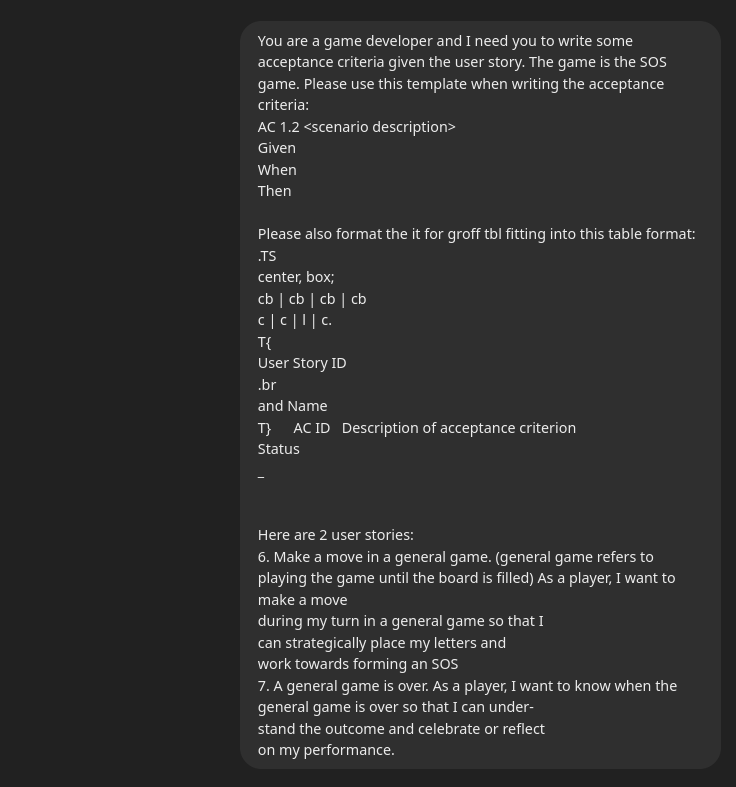 You are a game developer and I need you to write some
acceptance criteria given the user story. The game is the SOS
game. Please use this template when writing the acceptance
criteria:
AC 1.2 <scenario description>
Given
When
Then
Please also format the it for groff tbl fitting into this table format:
.TS
center, box;
cb | cb | cb | cb
c | c | l | c.
T{
User Story ID
.br
and Name
T} AC ID Description of acceptance criterion
Status
_
Here are 2 user stories:
6. Make a move in a general game. (general game refers to
playing the game until the board is filled) As a player, I want to
make a move
during my turn in a general game so that I
can strategically place my letters and
work towards forming an SOS
7. A general game is over. As a player, I want to know when the
general game is over so that I can under-
stand the outcome and celebrate or reflect
on my performance.